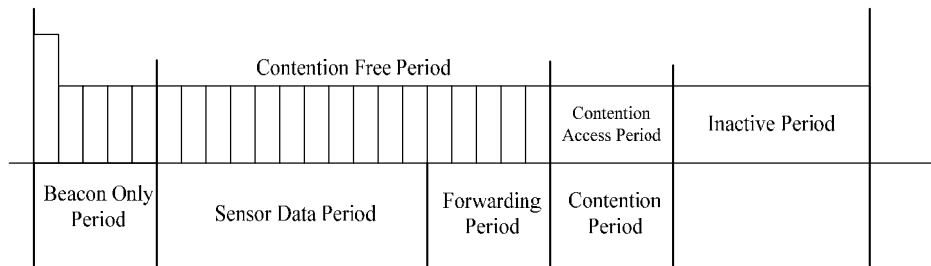 Contention Free Period
Contention
Access Period
Inactive Period
Beacon Only
Period
Sensor Data Period
Forwarding
Period
Contention
Period